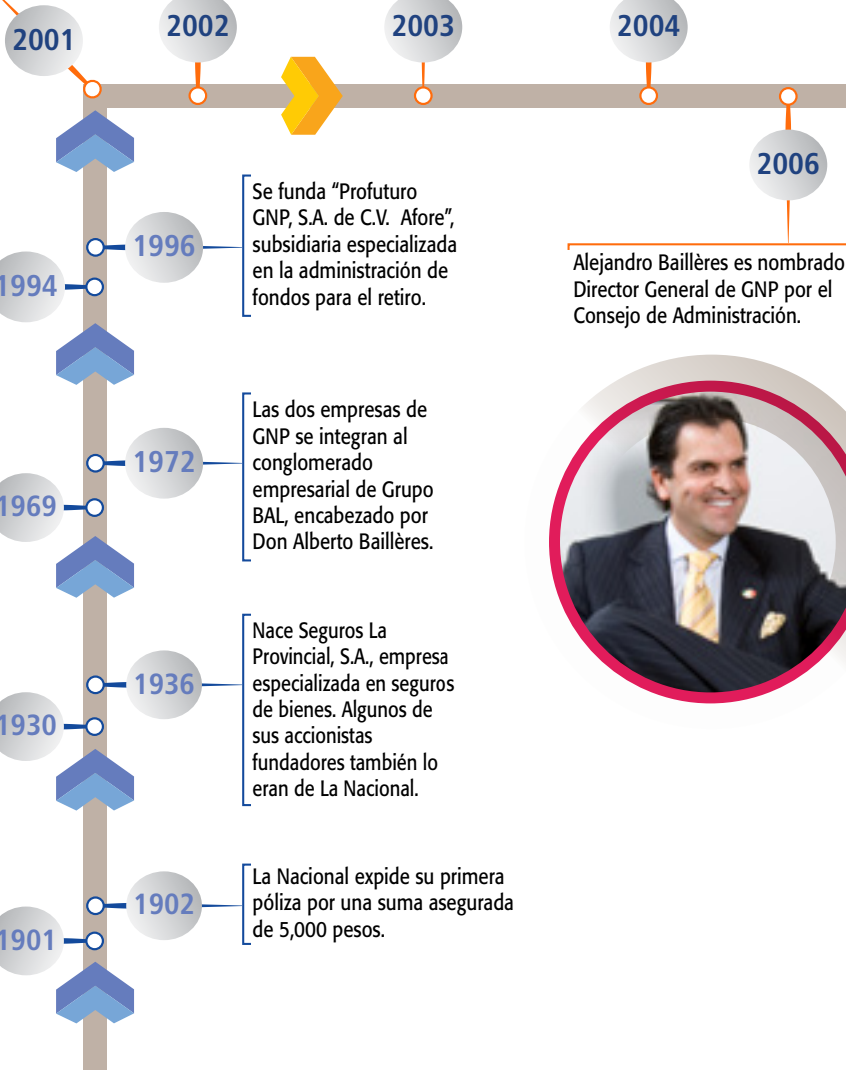 2001
2002
2003
2004
2006
Alejandro Baillères es nombrado
Director General de GNP por el
Consejo de Administración.
1996
Se funda “Profuturo
GNP, S.A. de C.V. Afore”,
subsidiaria especializada
en la administración de
fondos para el retiro.
1994
1972
Las dos empresas de
GNP se integran al
conglomerado
empresarial de Grupo
BAL, encabezado por
Don Alberto Baillères.
1969
1936
Nace Seguros La
Provincial, S.A., empresa
especializada en seguros
de bienes. Algunos de
sus accionistas
fundadores también lo
eran de La Nacional.
1930
1902
La Nacional expide su primera
póliza por una suma asegurada
de 5,000 pesos.
1901